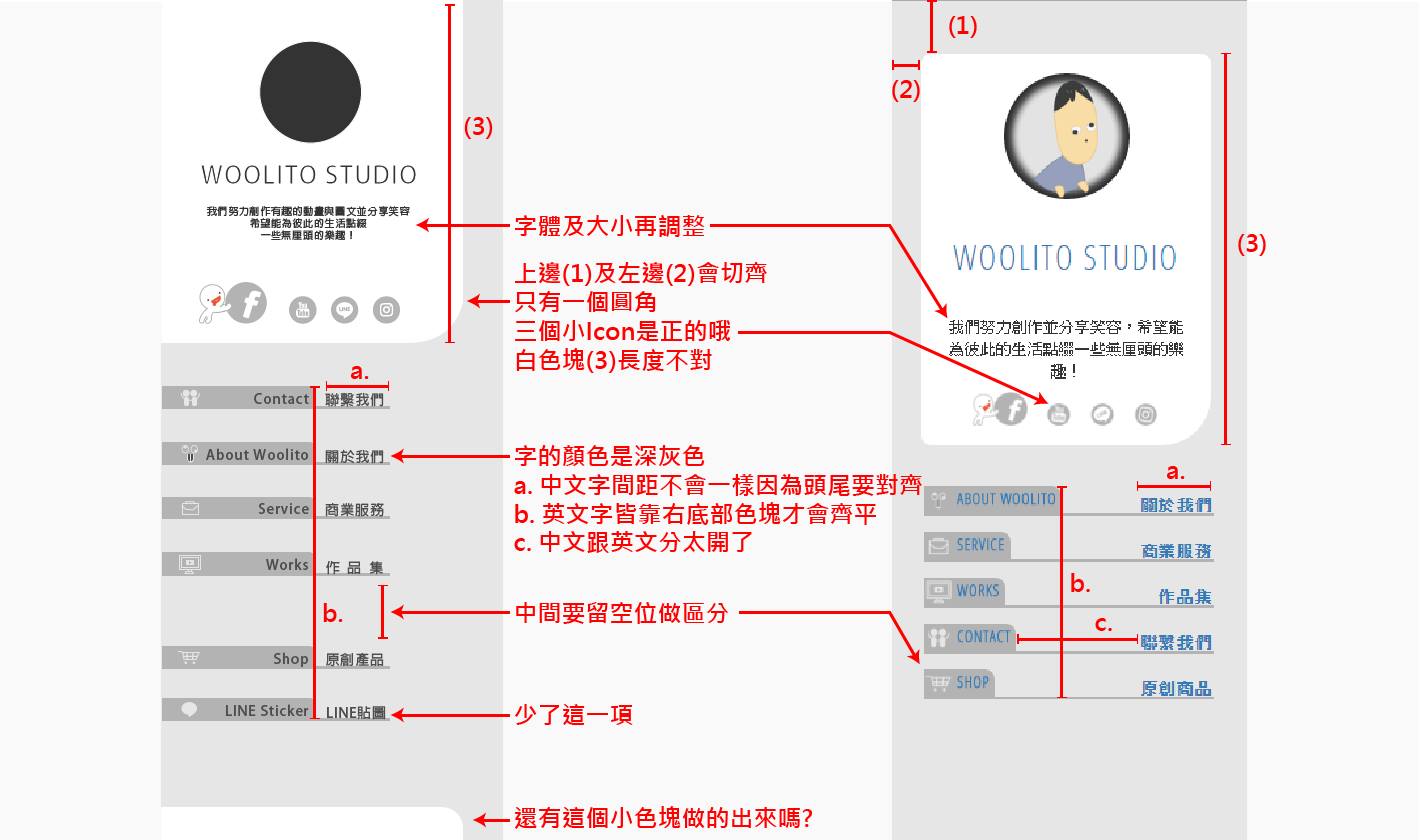 (3)
WOOLITO STUDIO
我們努力創作有趣的動畫與圖文並分享笑容
希望能為彼此的生活點綴
一些無厘頭的樂趣！
f
You
Tube
LINE
a.
Contact 聯繫我們
About Woolito 關於我們
Service 商業服務
Works 作品集
b.
Shop 原創產品
LINE Sticker LINE貼圖
字體及大小再調整
上邊(1)及左邊(2)會切齊
只有一個圓角
三個小Icon是正的哦
白色塊(3)長度不對
字的顏色是深灰色
a. 中文字間距不會一樣因為頭尾要對齊
b. 英文字皆靠右底部色塊才會齊平
c. 中文跟英文分太開了
中間要留空位做區分
少了這一項
還有這個小色塊做的出來嗎?
(1)
(2)
(3)
WOOLITO STUDIO
我們努力創作並分享笑容，希望能
為彼此的生活點綴一些無厘頭的樂
趣！
f
You
Tube
a.
ABOUT WOOLITO 關於我們
SERVICE 商業服務
b.
WORKS 作品集
c.
CONTACT 聯繫我們
SHOP 原創商品